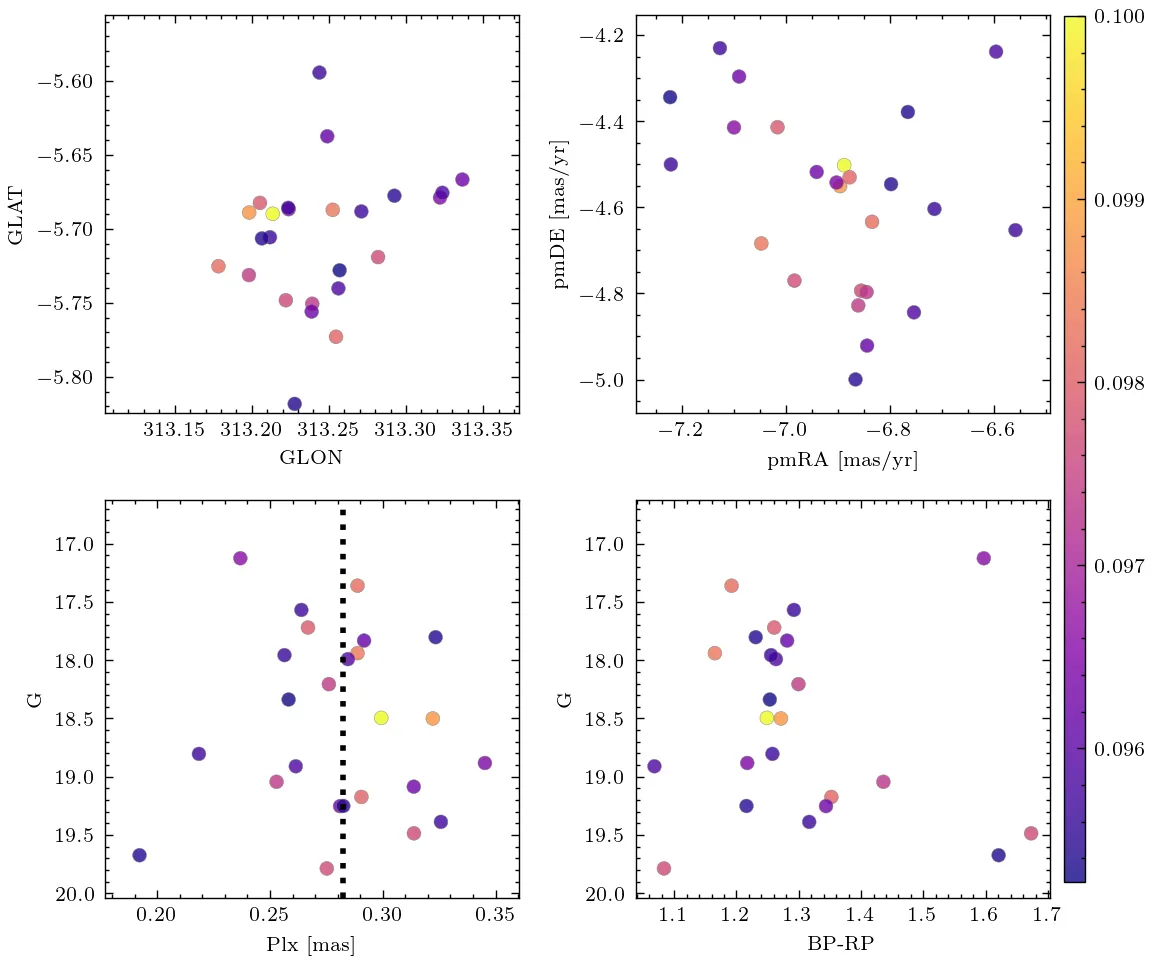 −5.60
−5.65
−5.70
−5.75
−5.80
GLAT
313.15 313.20 313.25 313.30 313.35
GLON
−4.2
−4.4
−4.6
−4.8
−5.0
pmDE [mas/yr]
−7.2 −7.0 −6.8 −6.6
pmRA [mas/yr]
0.100
0.099
0.098
0.097
0.096
17.0
17.5
18.0
18.5
19.0
19.5
20.0
G
0.20 0.25 0.30 0.35
Plx [mas]
17.0
17.5
18.0
18.5
19.0
19.5
20.0
G
1.1 1.2 1.3 1.4 1.5 1.6 1.7
BP-RP